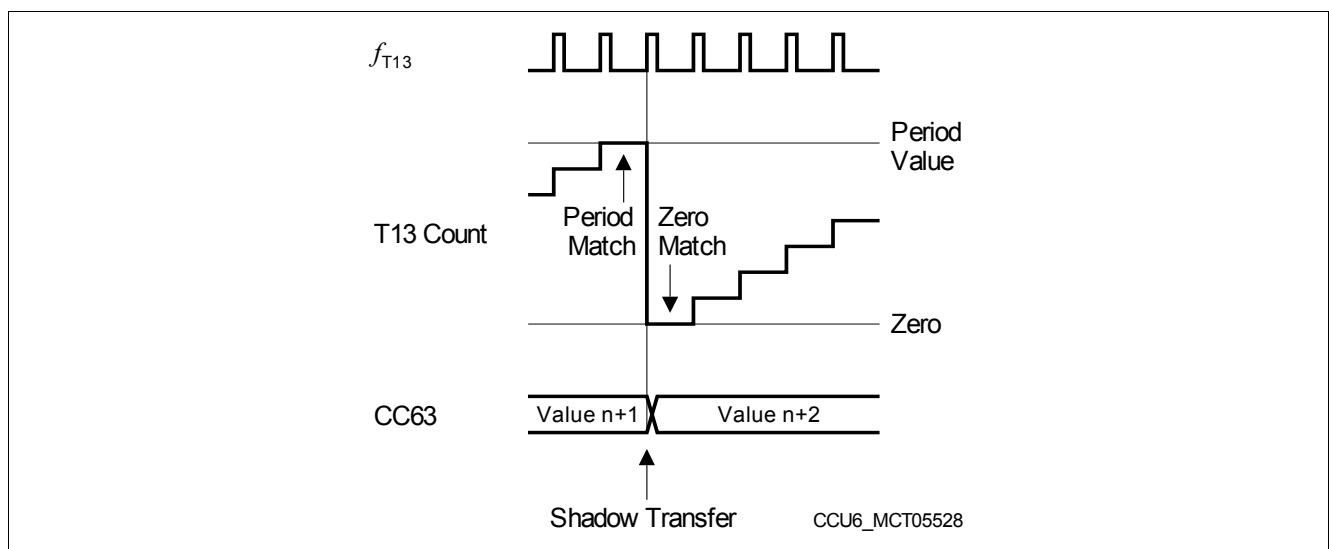 fT13
Period
Value
Period
Match
Zero
Match
T13 Count
Zero
CC63
Value n+1
Value n+2
Shadow Transfer
CCU6_MCT05528